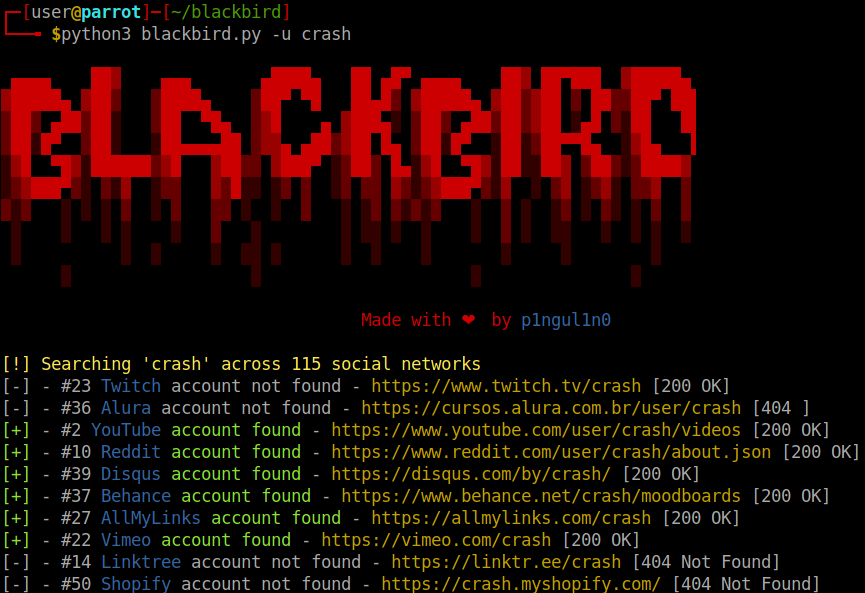 ┌─[user@parrot]─[~/blackbird]
└──╼ $python3 blackbird.py -u crash
BLACKBIRD
Made with ❤ by p1ngul1n0
[!] Searching 'crash' across 115 social networks
[-] - #23 Twitch account not found - https://www.twitch.tv/crash [200 OK]
[-] - #36 Alura account not found - https://cursos.alura.com.br/user/crash [404 ]
[+] - #2 YouTube account found - https://www.youtube.com/user/crash/videos [200 OK]
[+] - #10 Reddit account found - https://www.reddit.com/user/crash/about.json [200 OK]
[+] - #39 Disqus account found - https://disqus.com/by/crash/ [200 OK]
[+] - #37 Behance account found - https://www.behance.net/crash/moodboards [200 OK]
[+] - #27 AllMyLinks account found - https://allmylinks.com/crash [200 OK]
[+] - #22 Vimeo account found - https://vimeo.com/crash [200 OK]
[-] - #14 Linktree account not found - https://linktr.ee/crash [404 Not Found]
[-] - #50 Shopify account not found - https://crash.myshopify.com/ [404 Not Found]